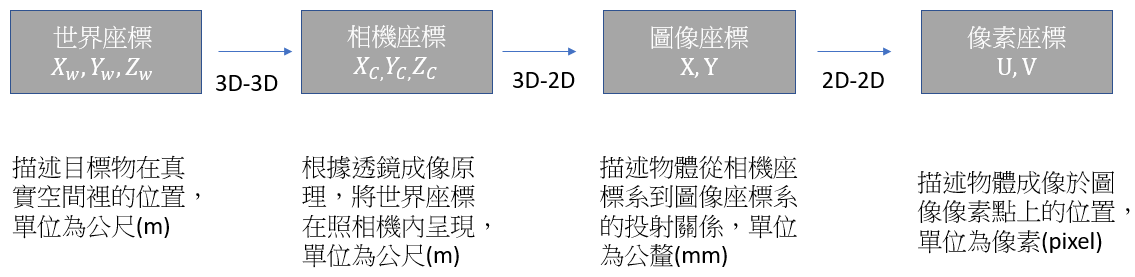 世界座標
X_w, Y_w, Z_w
3D-3D
相機座標
X_C, Y_C, Z_C
3D-2D
圖像座標
X, Y
2D-2D
像素座標
U, V
描述目標物在真
實空間裡的位置，
單位為公尺(m)
根據透鏡成像原
理，將世界座標
在照相機內呈現，
單位為公尺(m)
描述物體從相機座
標系到圖像座標系
的投射關係，單位
為公釐(mm)
描述物體成像於圖
像像素點上的位置，
單位為像素(pixel)